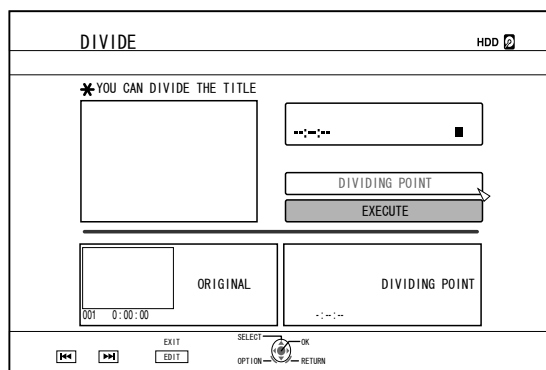 DIVIDE
HDD
*YOU CAN DIVIDE THE TITLE
--:--:--
DIVIDING POINT
EXECUTE
ORIGINAL
001 0:00:00
DIVIDING POINT
-:--:--
EXIT
EDIT
SELECT
OK
OPTION
RETURN